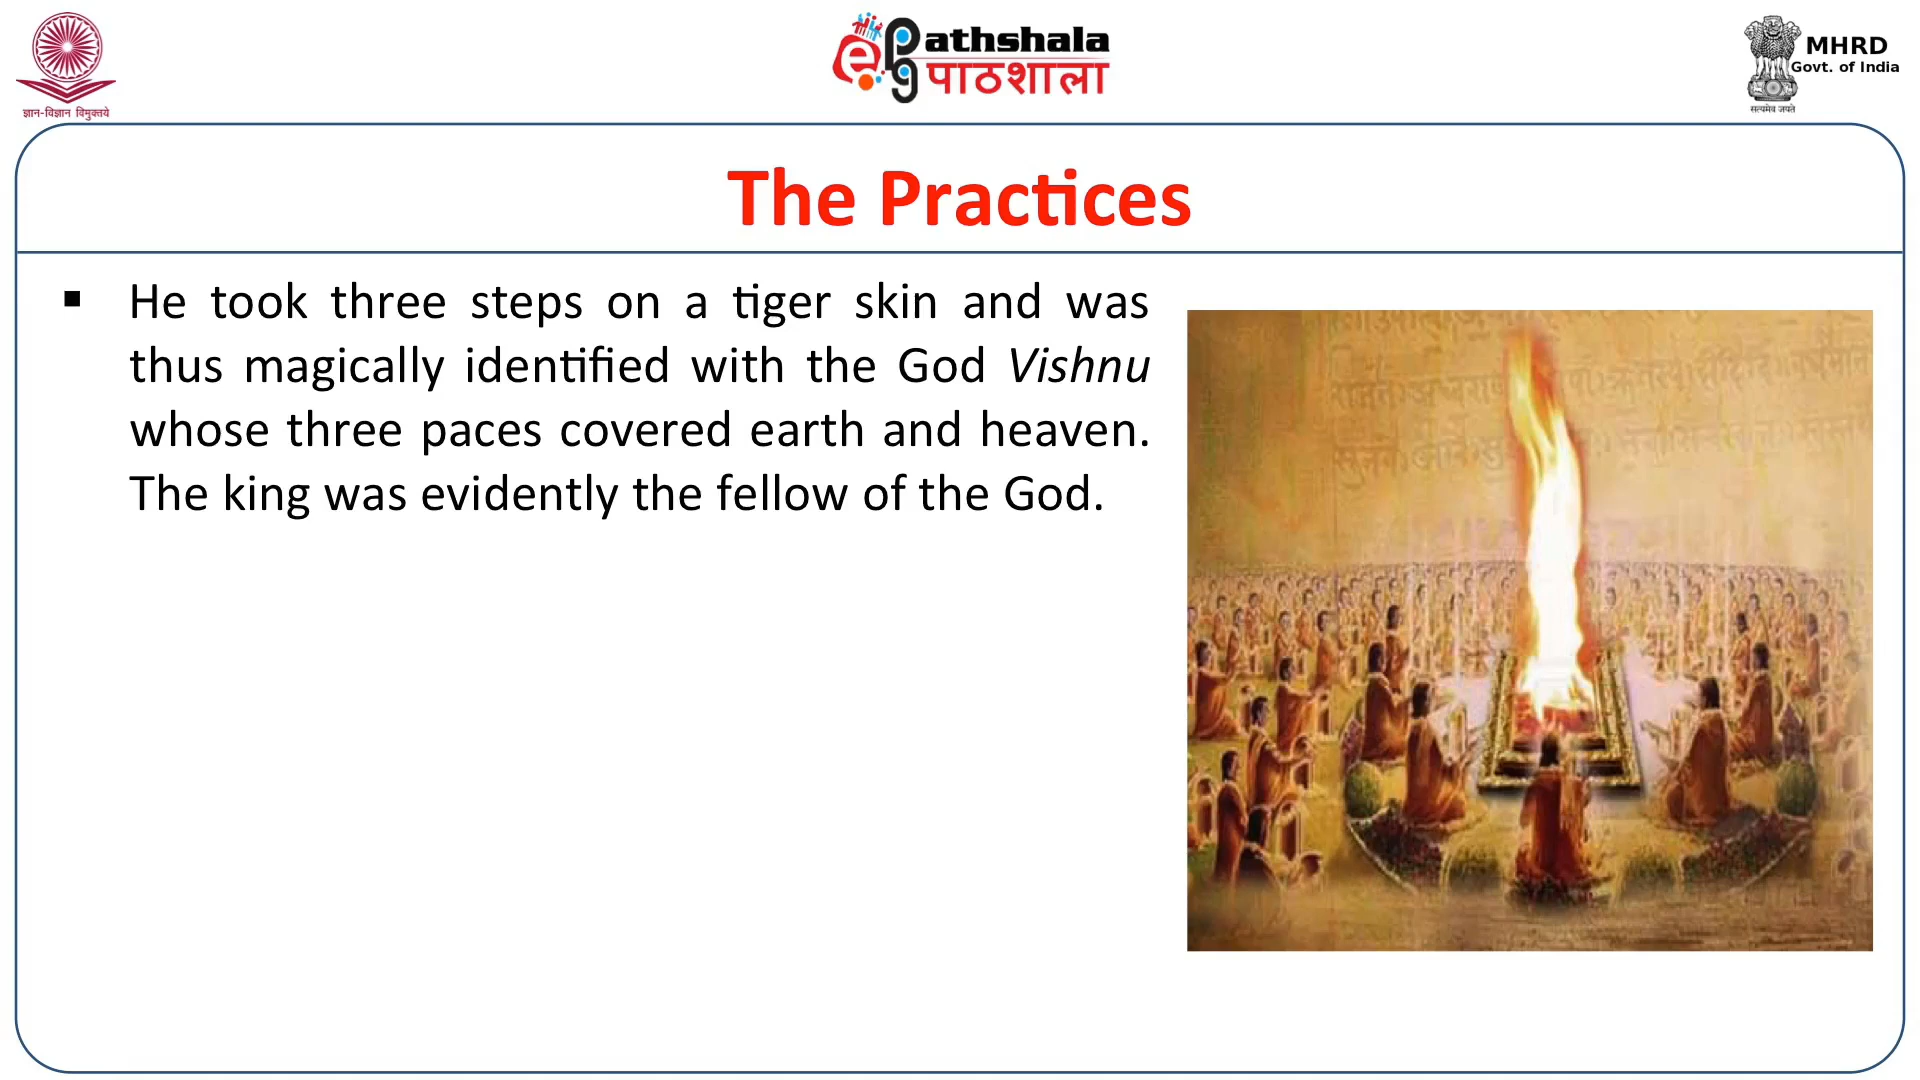 ज्ञान-विज्ञान विमुक्तये
ePG Pathshala
पाठशाला
MHRD
Govt. of India
सत्यमेव जयते
The Practices
▪ He took three steps on a tiger skin and was
thus magically identified with the God Vishnu
whose three paces covered earth and heaven.
The king was evidently the fellow of the God.